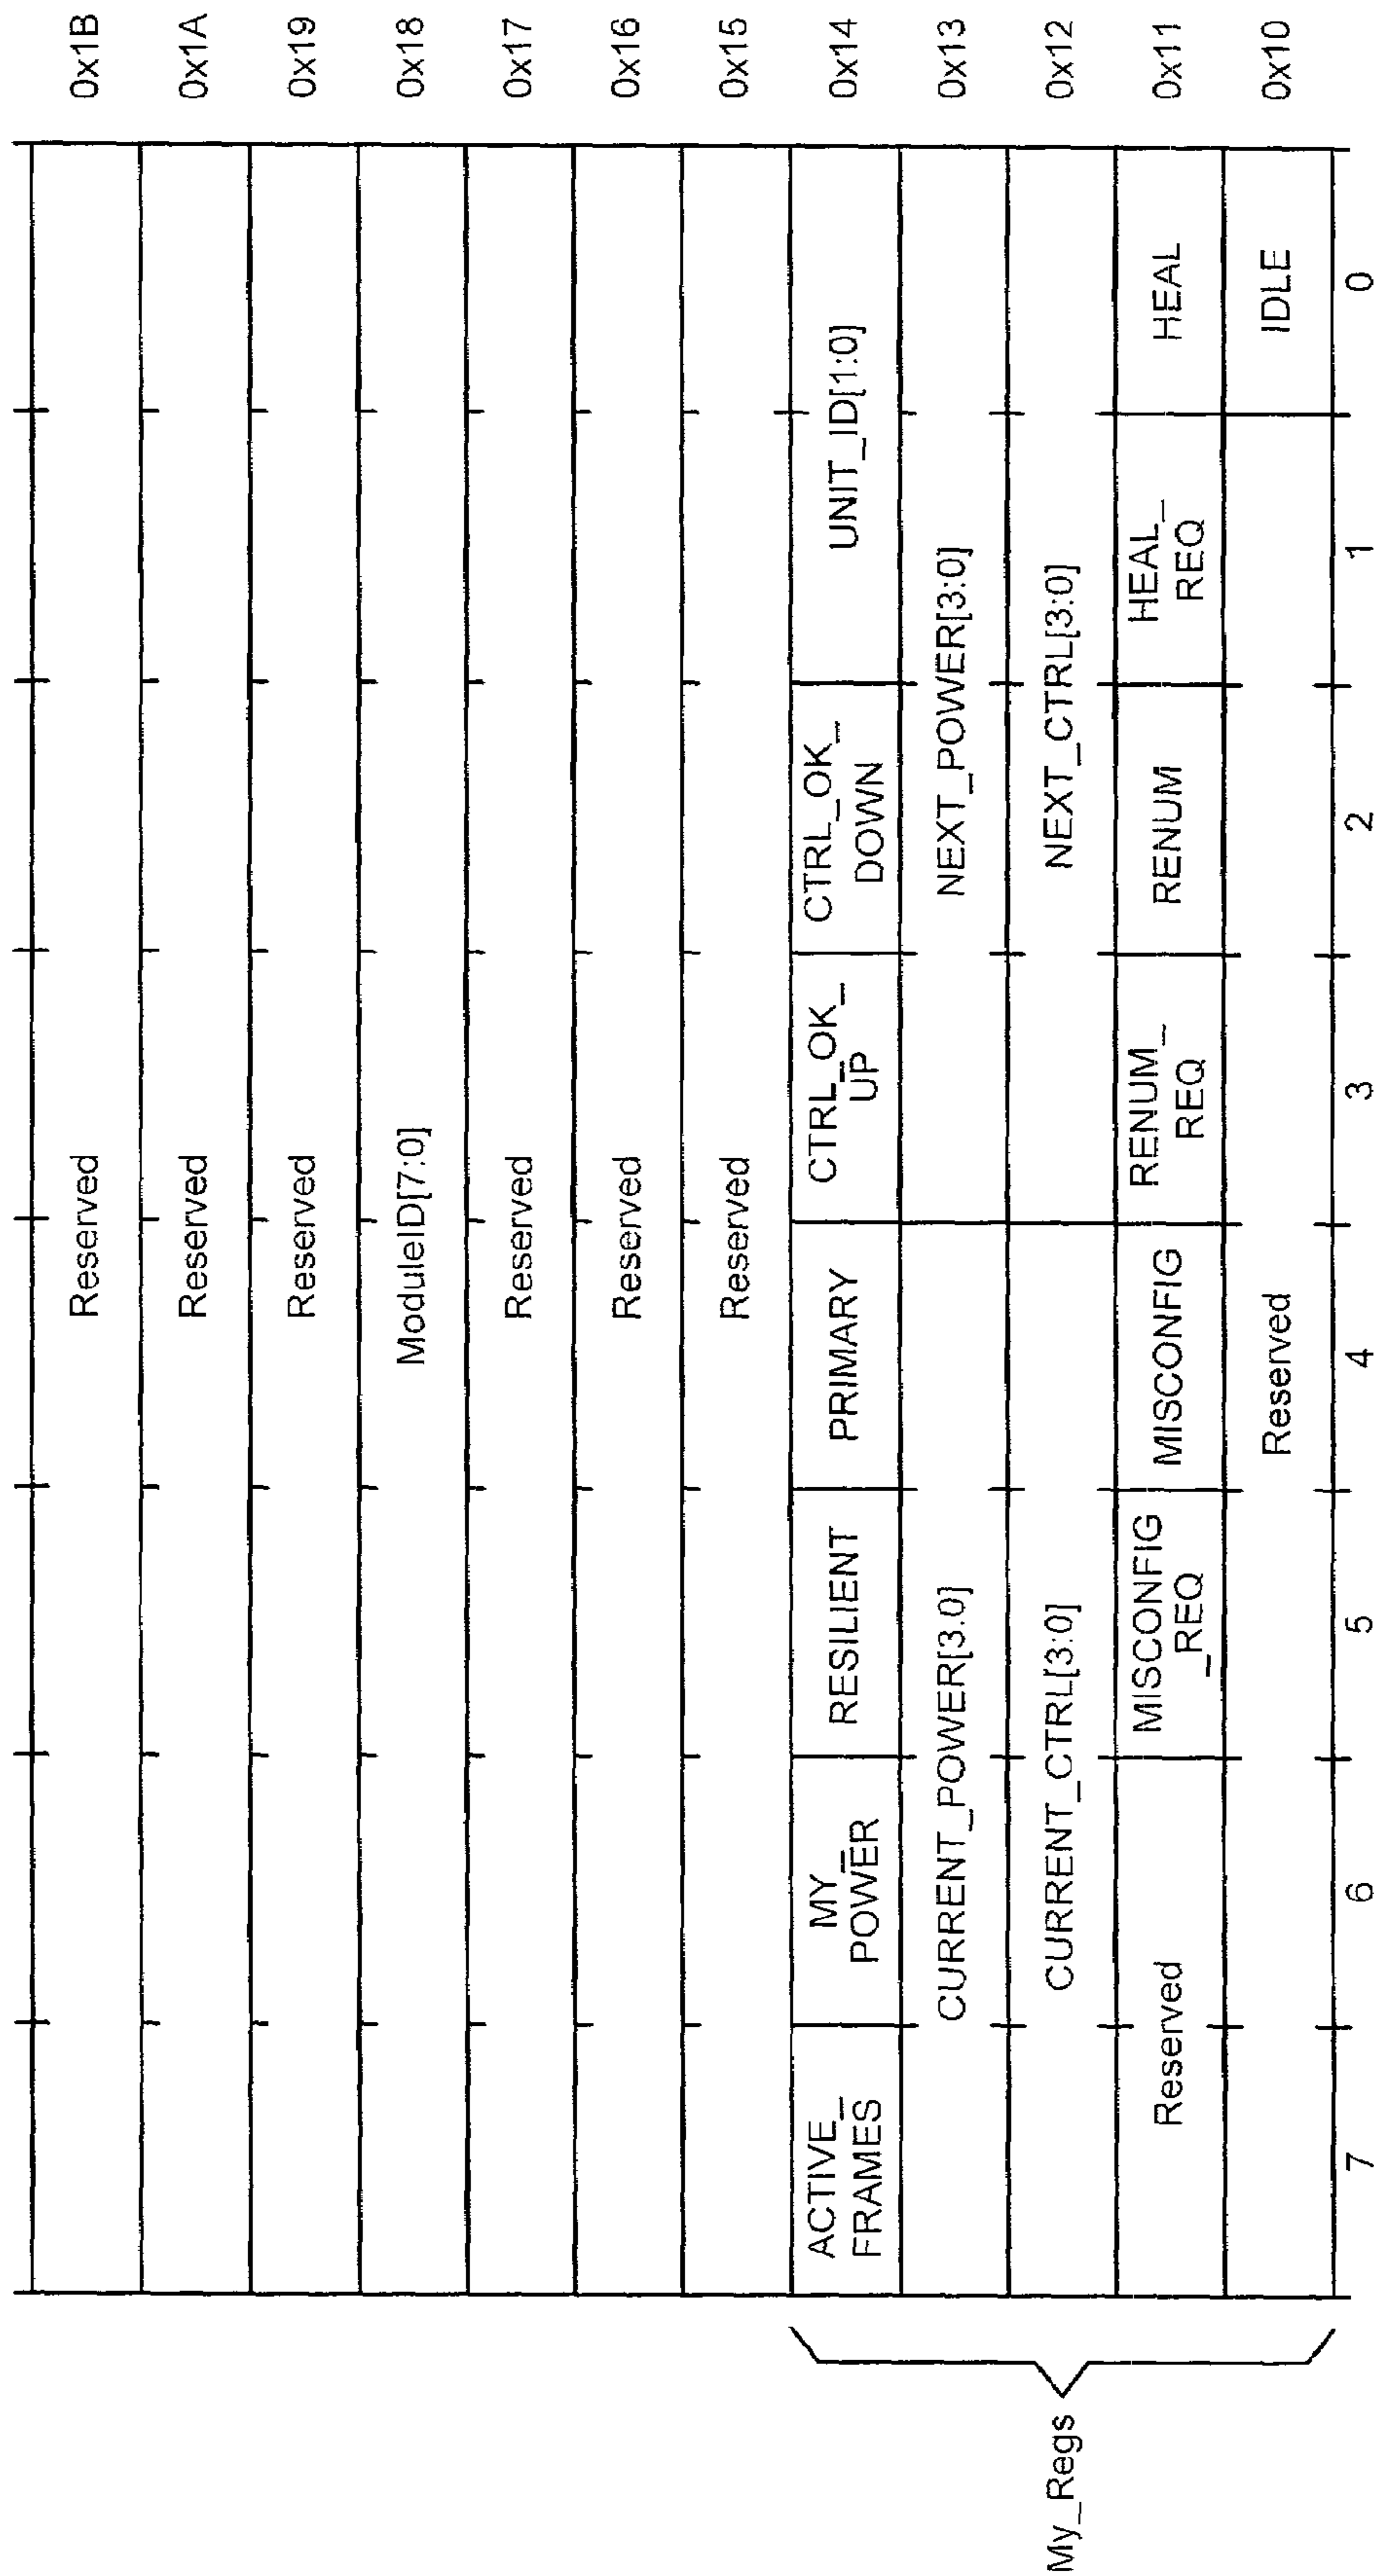 Reserved 0x1B
Reserved 0x1A
Reserved 0x19
ModuleID[7:0] 0x18
Reserved 0x17
Reserved 0x16
Reserved 0x15
ACTIVE_
FRAMES
MY_
POWER
RESILIENT
PRIMARY
CTRL_OK_
UP
CTRL_OK_
DOWN
UNIT_ID[1:0]
0x14
CURRENT_POWER[3:0] NEXT_POWER[3:0] 0x13
CURRENT_CTRL[3:0] NEXT_CTRL[3:0] 0x12
Reserved
MISCONFIG
_REQ
MISCONFIG
RENUM_
REQ
RENUM
HEAL_
REQ
HEAL
0x11
Reserved IDLE 0x10
7 6 5 4 3 2 1 0
My_Regs